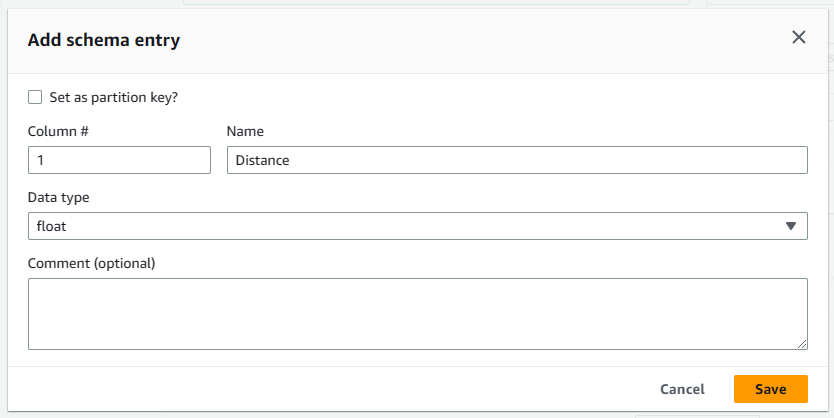 Add schema entry
Set as partition key?
Column # Name
1 Distance
Data type
float
Comment (optional)
Cancel Save